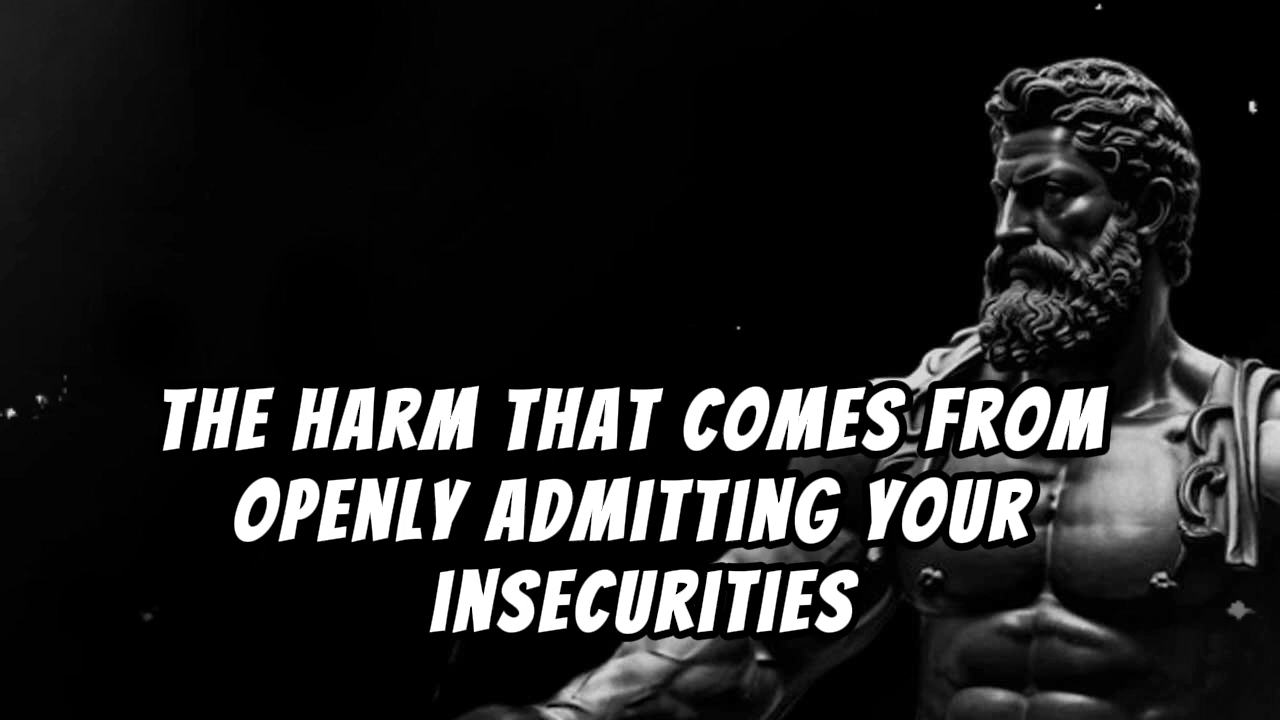 THE HARM THAT COMES FROM
OPENLY ADMITTING YOUR
INSECURITIES